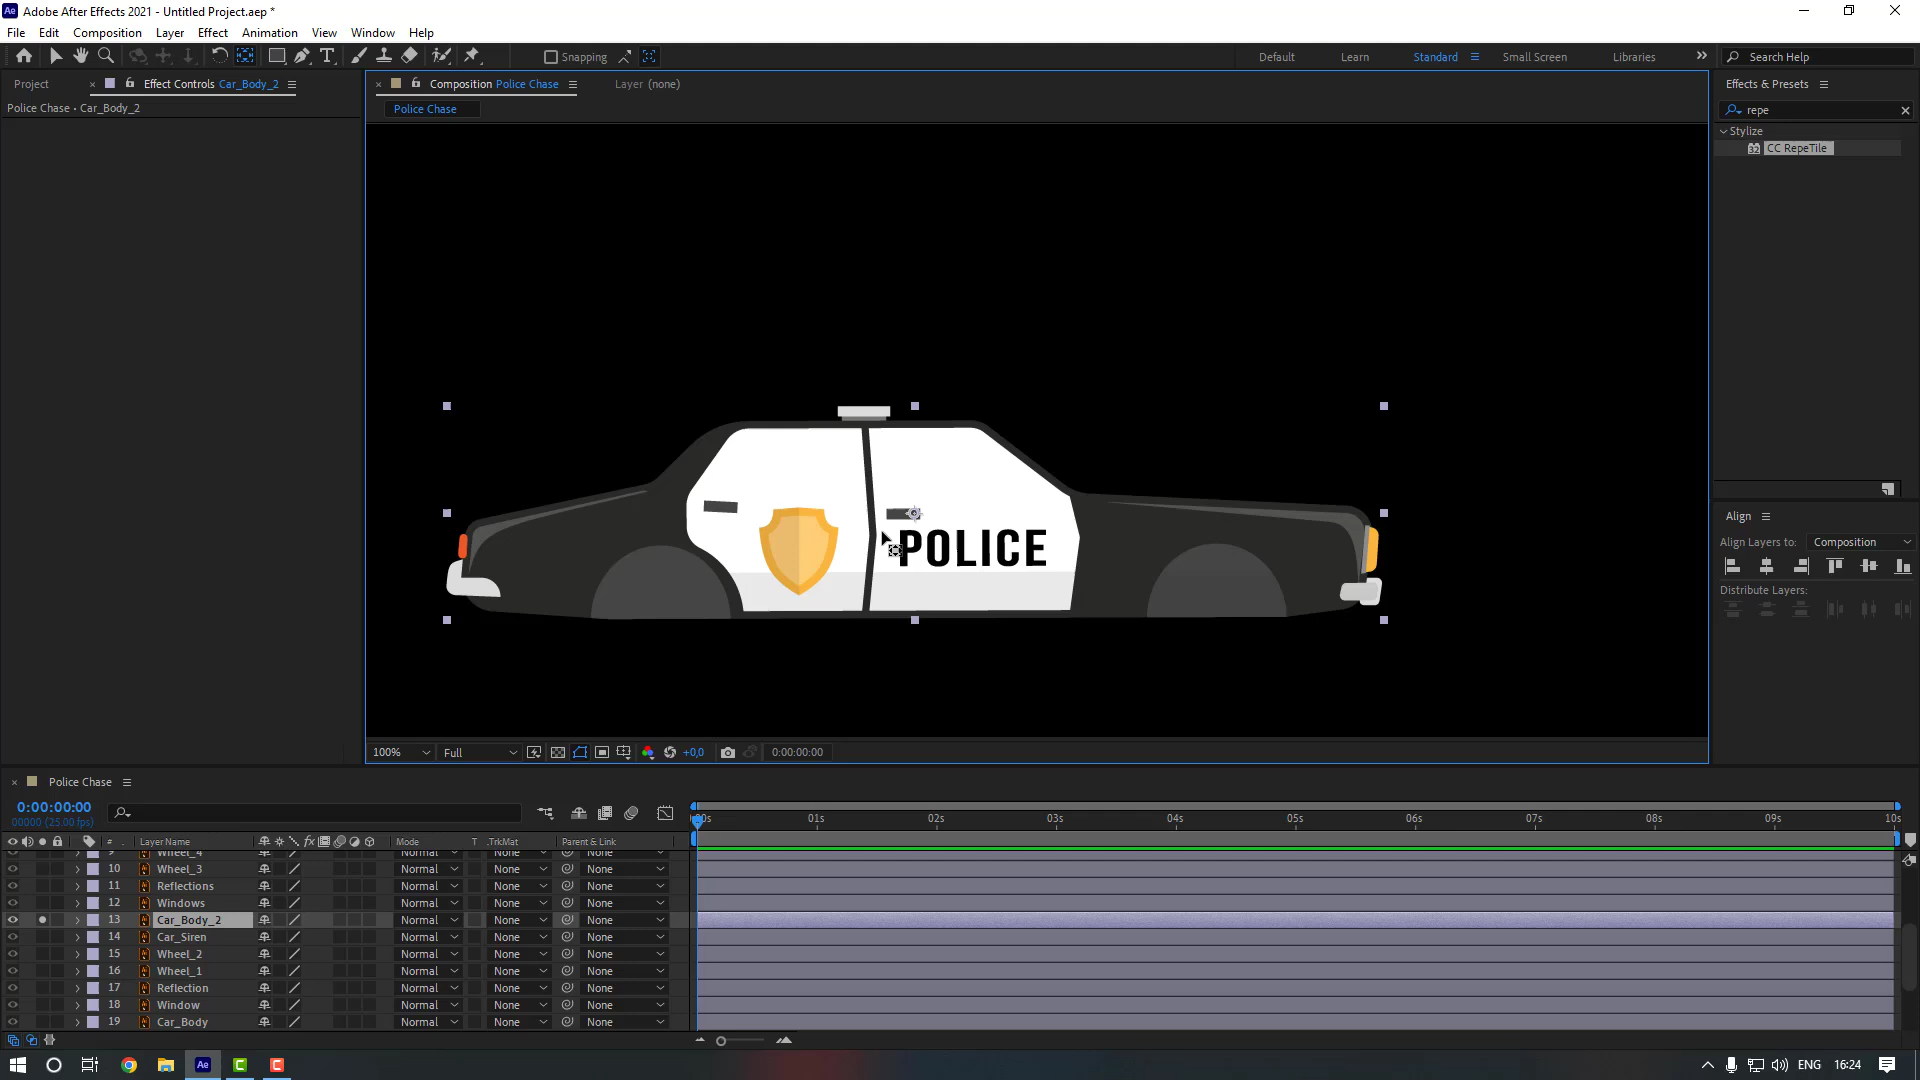 Adobe After Effects 2021 - Untitled Project.aep *
File Edit Composition Layer Effect Animation View Window Help
Snapping
Default Learn Standard Small Screen Libraries
Search Help
Project
Effect Controls Car_Body_2
Police Chase • Car_Body_2
Composition Police Chase
Layer (none)
Police Chase
POLICE
Effects & Presets
repe
Stylize
32 CC RepeTile
Align
Align Layers to: Composition
Distribute Layers:
100% Full +0,0 0:00:00:00
Police Chase
0:00:00:00
00000 (25.00 fps)
01s 02s 03s 04s 05s 06s 07s 08s 09s 10s
# Layer Name Mode T .TrkMat Parent & Link
Wheel_4 Normal None None
10 Wheel_3 Normal None None
11 Reflections Normal None None
12 Windows Normal None None
13 Car_Body_2 Normal None None
14 Car_Siren Normal None None
15 Wheel_2 Normal None None
16 Wheel_1 Normal None None
17 Reflection Normal None None
18 Window Normal None None
19 Car_Body Normal None None
ENG 16:24